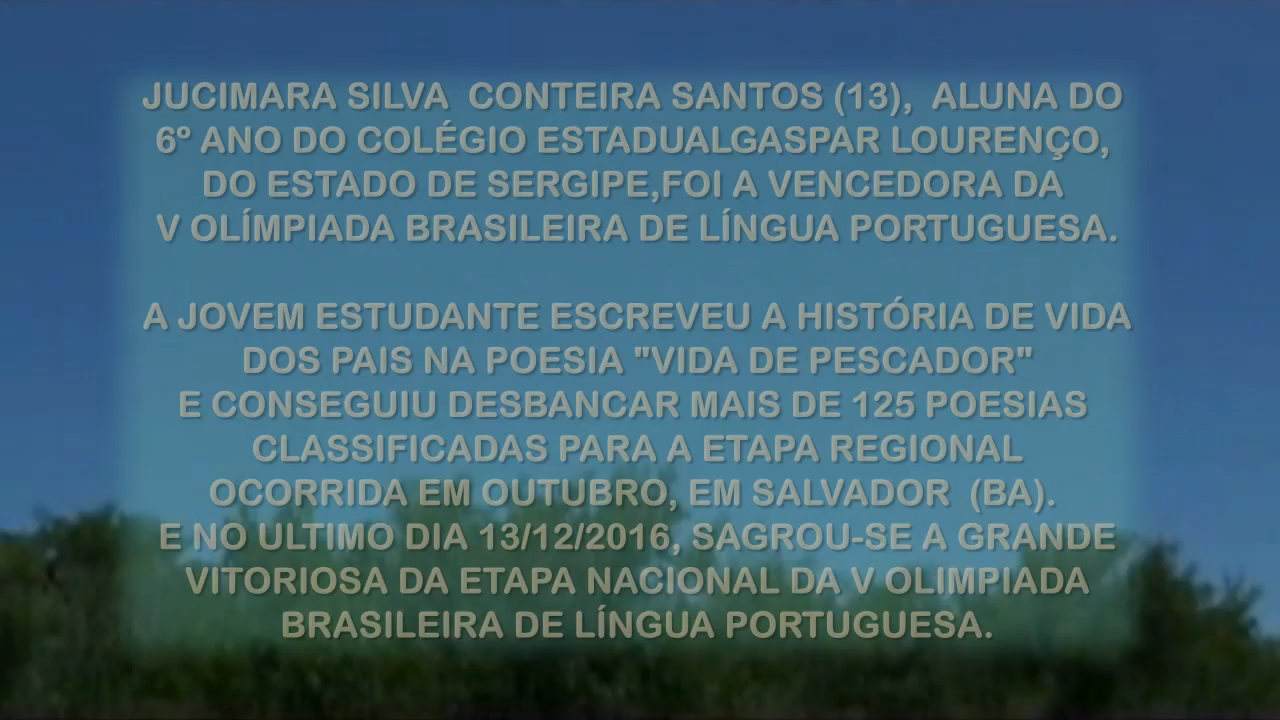 JUCIMARA SILVA  CONTEIRA SANTOS (13),  ALUNA DO
6º ANO DO COLÉGIO ESTADUALGASPAR LOURENÇO,
DO ESTADO DE SERGIPE,FOI A VENCEDORA DA
V OLÍMPIADA BRASILEIRA DE LÍNGUA PORTUGUESA.
A JOVEM ESTUDANTE ESCREVEU A HISTÓRIA DE VIDA
DOS PAIS NA POESIA "VIDA DE PESCADOR"
E CONSEGUIU DESBANCAR MAIS DE 125 POESIAS
CLASSIFICADAS PARA A ETAPA REGIONAL
OCORRIDA EM OUTUBRO, EM SALVADOR  (BA).
E NO ULTIMO DIA 13/12/2016, SAGROU-SE A GRANDE
VITORIOSA DA ETAPA NACIONAL DA V OLIMPIADA
BRASILEIRA DE LÍNGUA PORTUGUESA.